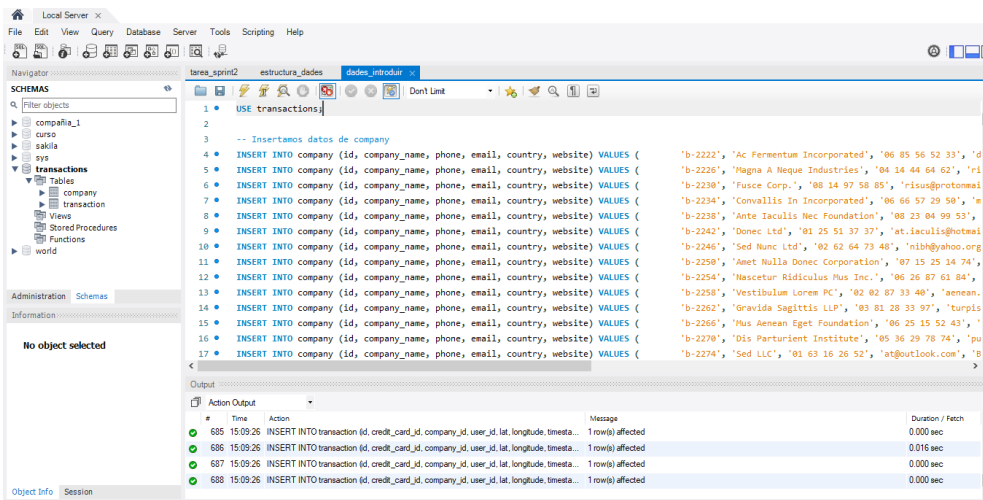 Local Server ×
File Edit View Query Database Server Tools Scripting Help
Navigator
SCHEMAS
Filter objects
compañia_1
curso
sakila
sys
transactions
Tables
company
transaction
Views
Stored Procedures
Functions
world
Administration Schemas
Information
No object selected
Object Info Session
tarea_sprint2 estructura_dades dades_introduir ×
Don't Limit
1 USE transactions;
2
3 -- Insertamos datos de company
4 INSERT INTO company (id, company_name, phone, email, country, website) VALUES ( 'b-2222', 'Ac Fermentum Incorporated', '06 85 56 52 33', 'd
5 INSERT INTO company (id, company_name, phone, email, country, website) VALUES ( 'b-2226', 'Magna A Neque Industries', '04 14 44 64 62', 'ri
6 INSERT INTO company (id, company_name, phone, email, country, website) VALUES ( 'b-2230', 'Fusce Corp.', '08 14 97 58 85', 'risus@protonmai
7 INSERT INTO company (id, company_name, phone, email, country, website) VALUES ( 'b-2234', 'Convallis In Incorporated', '06 66 57 29 50', 'm
8 INSERT INTO company (id, company_name, phone, email, country, website) VALUES ( 'b-2238', 'Ante Iaculis Nec Foundation', '08 23 04 99 53',
9 INSERT INTO company (id, company_name, phone, email, country, website) VALUES ( 'b-2242', 'Donec Ltd', '01 25 51 37 37', 'at.iaculis@hotmai
10 INSERT INTO company (id, company_name, phone, email, country, website) VALUES ( 'b-2246', 'Sed Nunc Ltd', '02 62 64 73 48', 'nibh@yahoo.org
11 INSERT INTO company (id, company_name, phone, email, country, website) VALUES ( 'b-2250', 'Amet Nulla Donec Corporation', '07 15 25 14 74',
12 INSERT INTO company (id, company_name, phone, email, country, website) VALUES ( 'b-2254', 'Nascetur Ridiculus Mus Inc.', '06 26 87 61 84',
13 INSERT INTO company (id, company_name, phone, email, country, website) VALUES ( 'b-2258', 'Vestibulum Lorem PC', '02 02 87 33 40', 'aenean.
14 INSERT INTO company (id, company_name, phone, email, country, website) VALUES ( 'b-2262', 'Gravida Sagittis LLP', '03 81 28 33 97', 'turpis
15 INSERT INTO company (id, company_name, phone, email, country, website) VALUES ( 'b-2266', 'Mus Aenean Eget Foundation', '06 25 15 52 43', '
16 INSERT INTO company (id, company_name, phone, email, country, website) VALUES ( 'b-2270', 'Dis Parturient Institute', '05 36 29 78 74', 'pu
17 INSERT INTO company (id, company_name, phone, email, country, website) VALUES ( 'b-2274', 'Sed LLC', '01 63 16 26 52', 'at@outlook.com', 'B
Output
Action Output
# Time Action Message Duration / Fetch
685 15:09:26 INSERT INTO transaction (id, credit_card_id, company_id, user_id, lat, longitude, timesta... 1 row(s) affected 0.000 sec
686 15:09:26 INSERT INTO transaction (id, credit_card_id, company_id, user_id, lat, longitude, timesta... 1 row(s) affected 0.016 sec
687 15:09:26 INSERT INTO transaction (id, credit_card_id, company_id, user_id, lat, longitude, timesta... 1 row(s) affected 0.000 sec
688 15:09:26 INSERT INTO transaction (id, credit_card_id, company_id, user_id, lat, longitude, timesta... 1 row(s) affected 0.000 sec